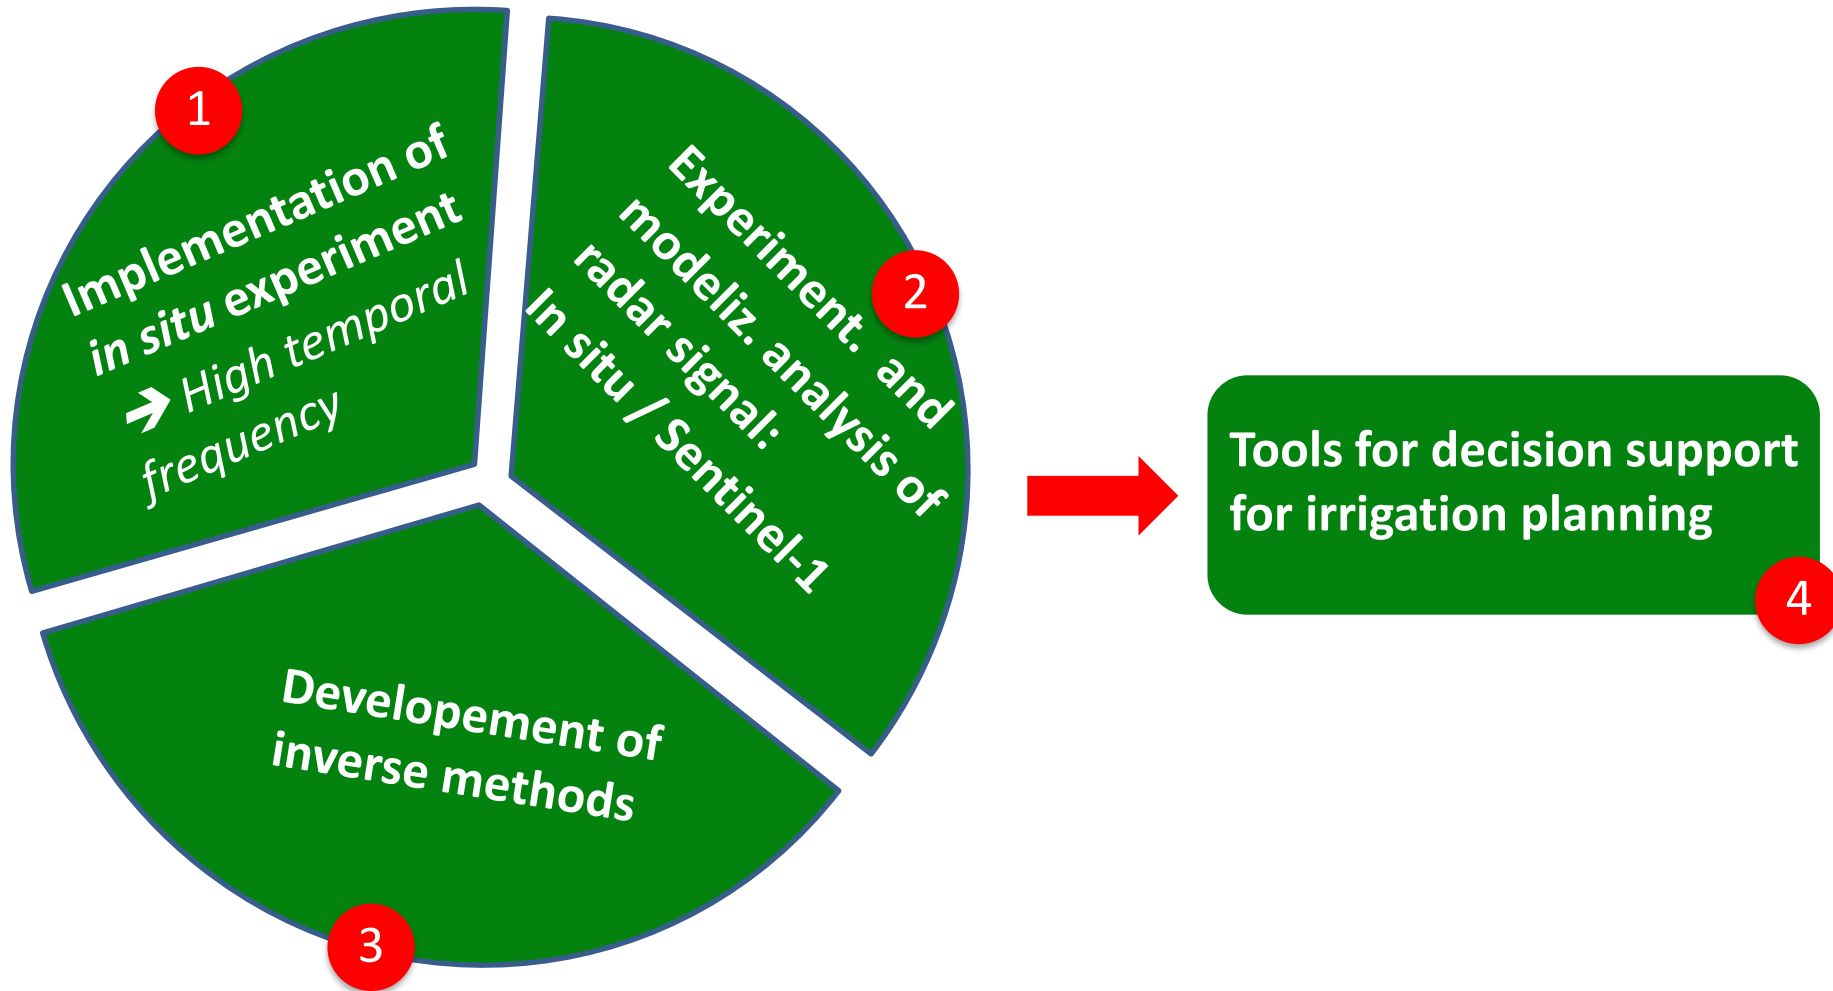 1
Implementation of
in situ experiment
➔ High temporal
frequency
2
Experiment. and
modeliz. analysis of
radar signal:
In situ / Sentinel-1
3
Developement of
inverse methods
Tools for decision support
for irrigation planning
4